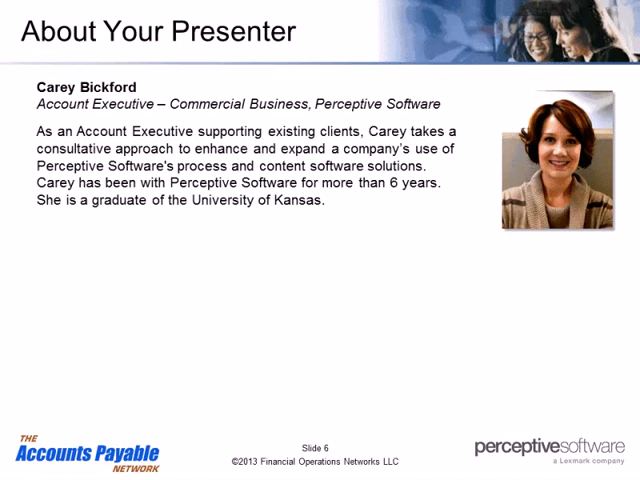 About Your Presenter
Carey Bickford
Account Executive – Commercial Business, Perceptive Software
As an Account Executive supporting existing clients, Carey takes a
consultative approach to enhance and expand a company's use of
Perceptive Software's process and content software solutions.
Carey has been with Perceptive Software for more than 6 years.
She is a graduate of the University of Kansas.
THE
Accounts Payable
NETWORK
Slide 6
©2013 Financial Operations Networks LLC
perceptivesoftware
a Lexmark company